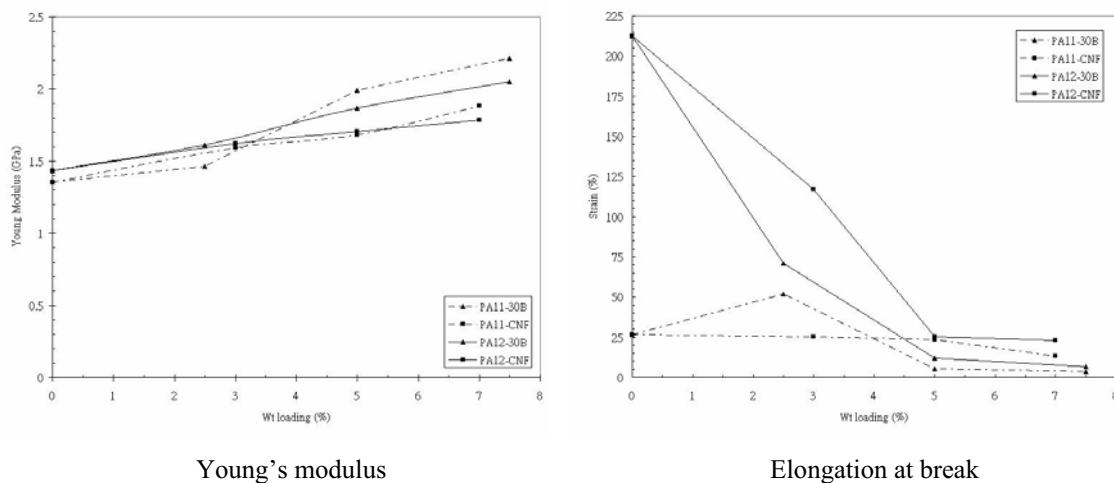 2.5
2
1.5
1
0.5
0
Young Modulus (GPa)
PA11-30B
PA11-CNF
PA12-30B
PA12-CNF
0 1 2 3 4 5 6 7 8
Wt loading (%)
Young's modulus
225
200
175
150
125
100
75
50
25
0
Strain (%)
PA11-30B
PA11-CNF
PA12-30B
PA12-CNF
0 1 2 3 4 5 6 7 8
Wt loading (%)
Elongation at break